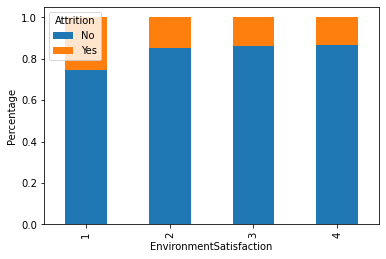 Attrition
No
Yes
1.0
0.8
0.6
0.4
0.2
0.0
Percentage
1
2
3
4
EnvironmentSatisfaction